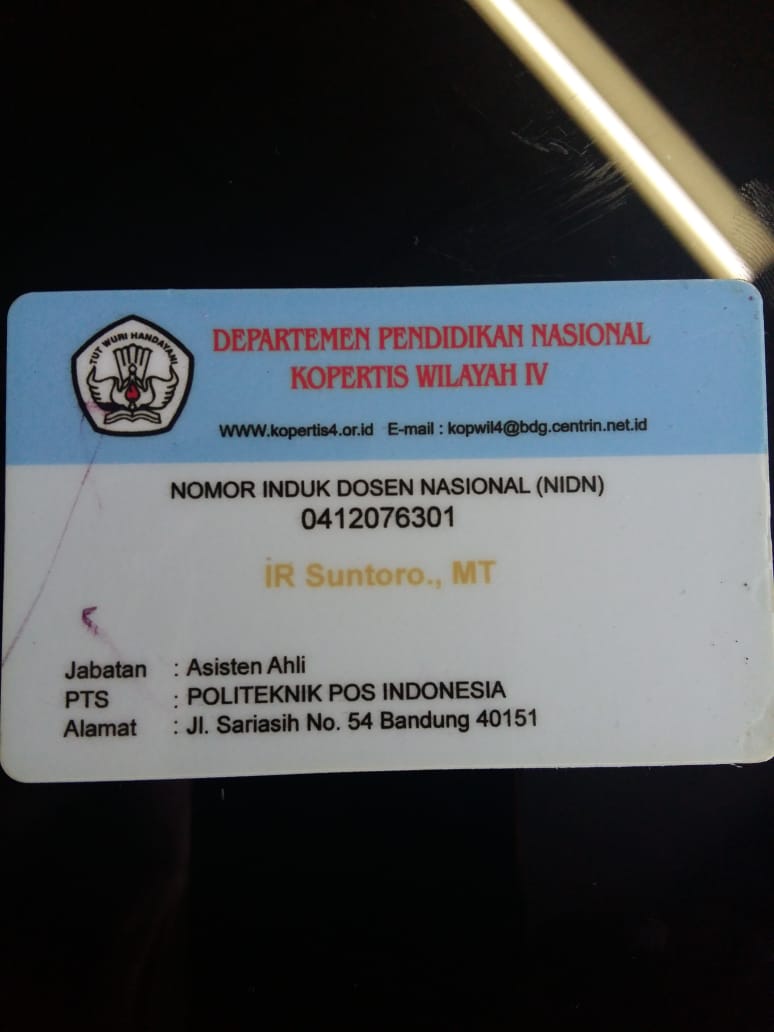 TUT WURI HANDAYANI
DEPARTEMEN PENDIDIKAN NASIONAL
KOPERTIS WILAYAH IV
www.kopertis4.or.id E-mail : kopwil4@bdg.centrin.net.id
NOMOR INDUK DOSEN NASIONAL (NIDN)
0412076301
IR Suntoro., MT
Jabatan : Asisten Ahli
PTS : POLITEKNIK POS INDONESIA
Alamat : Jl. Sariasih No. 54 Bandung 40151